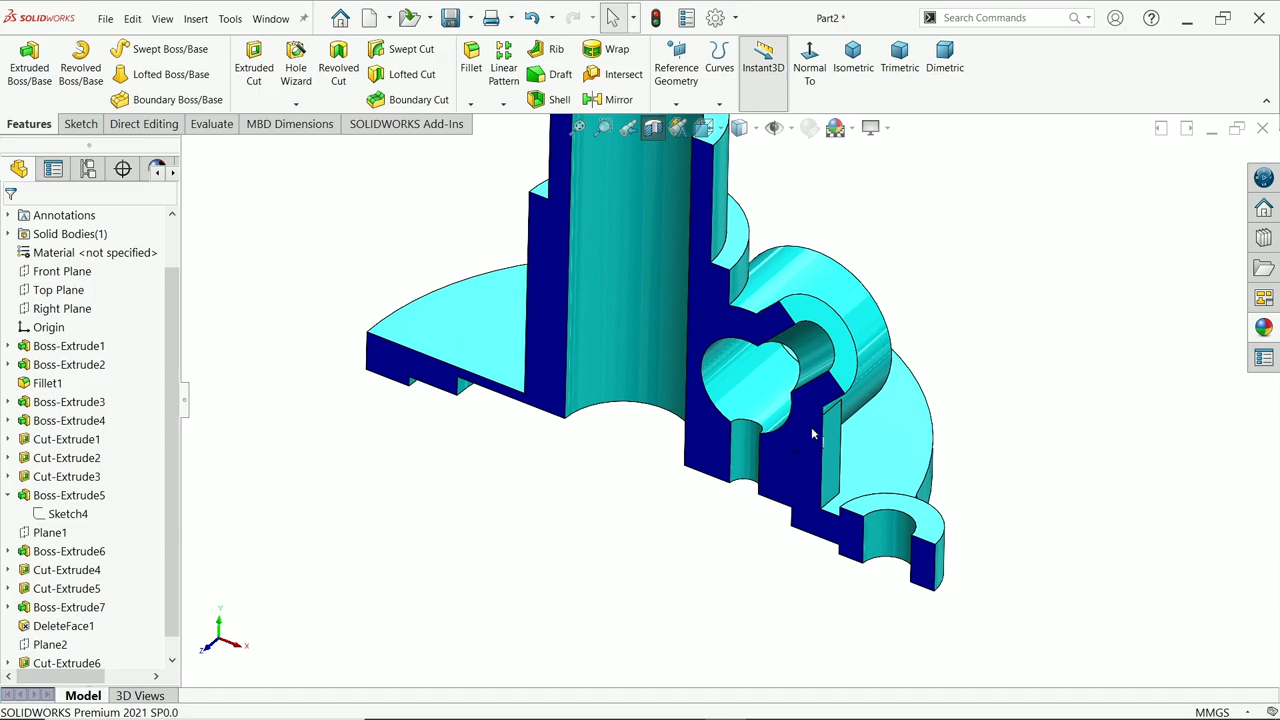 SOLIDWORKS
File
Edit
View
Insert
Tools
Window
Part2 *
Search Commands
Extruded Boss/Base
Revolved Boss/Base
Swept Boss/Base
Lofted Boss/Base
Boundary Boss/Base
Extruded Cut
Hole Wizard
Revolved Cut
Swept Cut
Lofted Cut
Boundary Cut
Fillet
Linear Pattern
Rib
Draft
Shell
Wrap
Intersect
Mirror
Reference Geometry
Curves
Instant3D
Normal To
Isometric
Trimetric
Dimetric
Features
Sketch
Direct Editing
Evaluate
MBD Dimensions
SOLIDWORKS Add-Ins
Annotations
Solid Bodies(1)
Material <not specified>
Front Plane
Top Plane
Right Plane
Origin
Boss-Extrude1
Boss-Extrude2
Fillet1
Boss-Extrude3
Boss-Extrude4
Cut-Extrude1
Cut-Extrude2
Cut-Extrude3
Boss-Extrude5
Sketch4
Plane1
Boss-Extrude6
Cut-Extrude4
Cut-Extrude5
Boss-Extrude7
DeleteFace1
Plane2
Cut-Extrude6
Y
X
Z
Model
3D Views
SOLIDWORKS Premium 2021 SP0.0
MMGS